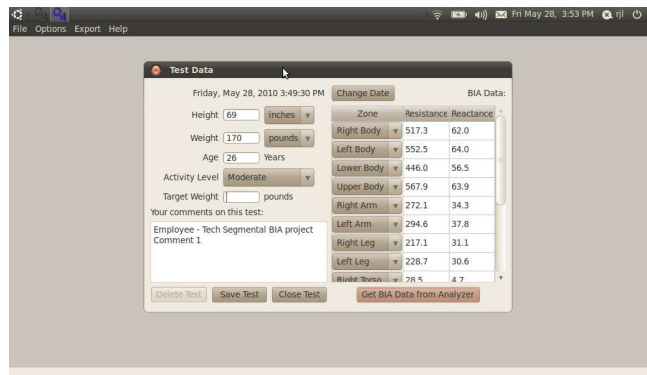 Fri May 28, 3:53 PM rjl
File Options Export Help
Test Data
Friday, May 28, 2010 3:49:30 PM Change Date BIA Data:
Height 69 inches
Weight 170 pounds
Age 26 Years
Activity Level Moderate
Target Weight pounds
Your comments on this test:
Employee - Tech Segmental BIA project
Comment 1
Zone Resistance Reactance
Right Body 517.3 62.0
Left Body 552.5 64.0
Lower Body 446.0 56.5
Upper Body 567.9 63.9
Right Arm 272.1 34.3
Left Arm 294.6 37.8
Right Leg 217.1 31.1
Left Leg 228.7 30.6
Right Torso 28.5 4.7
Delete Test Save Test Close Test Get BIA Data from Analyzer